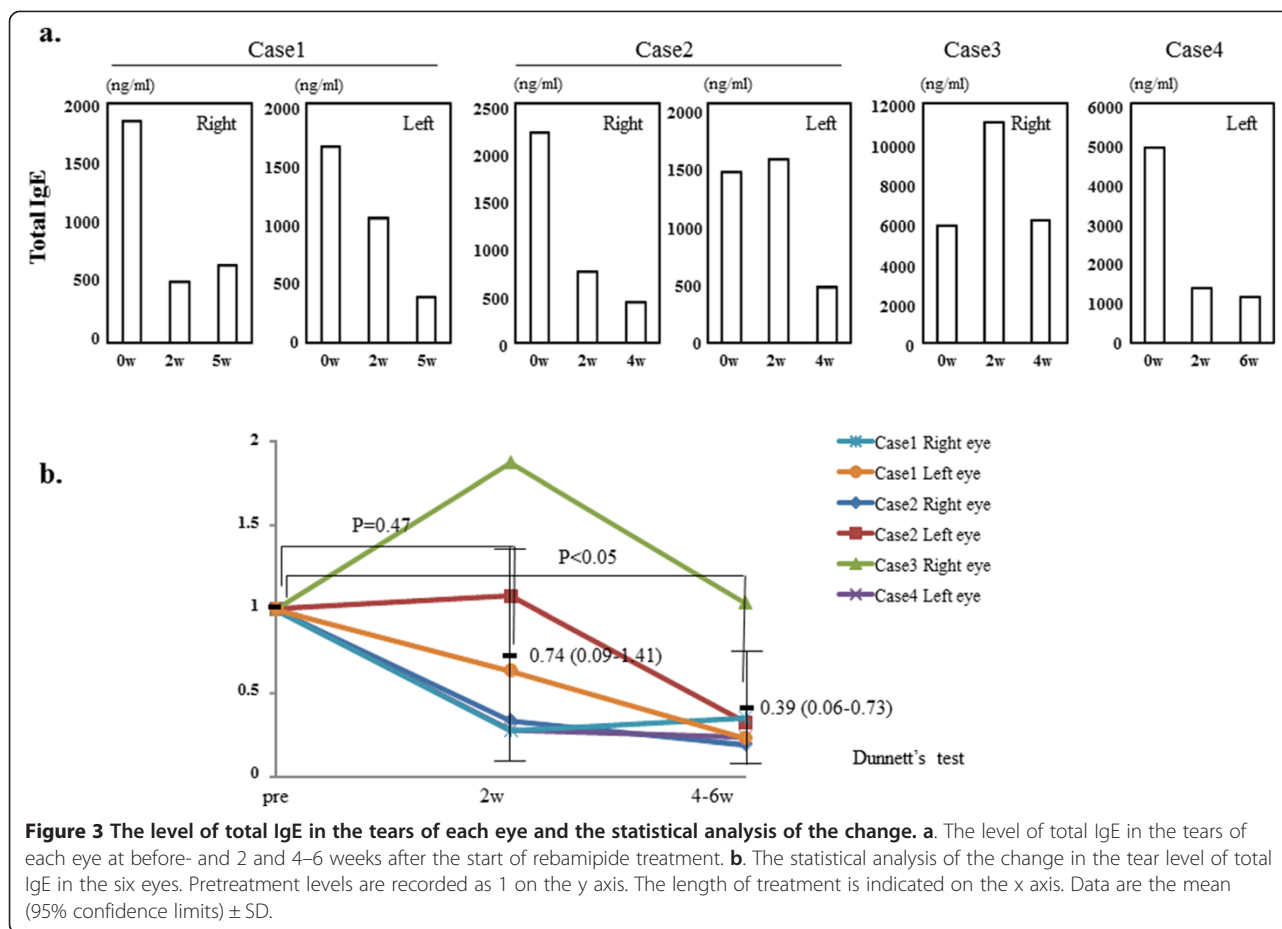 a.
Case1 Case2 Case3 Case4
(ng/ml) (ng/ml) (ng/ml) (ng/ml) (ng/ml) (ng/ml)
Total IgE
2000
1500
1000
500
0
Right
0w 2w 5w
2000
1500
1000
500
0
Left
0w 2w 5w
2500
2000
1500
1000
500
0
Right
0w 2w 4w
2000
1500
1000
500
0
Left
0w 2w 4w
12000
10000
8000
6000
4000
2000
0
Right
0w 2w 4w
6000
5000
4000
3000
2000
1000
0
Left
0w 2w 6w
b.
2
1.5
1
0.5
0
P=0.47
P<0.05
0.74 (0.09-1.41)
0.39 (0.06-0.73)
Dunnett's test
pre 2w 4-6w
Case1 Right eye
Case1 Left eye
Case2 Right eye
Case2 Left eye
Case3 Right eye
Case4 Left eye
Figure 3 The level of total IgE in the tears of each eye and the statistical analysis of the change. a. The level of total IgE in the tears of
each eye at before- and 2 and 4–6 weeks after the start of rebamipide treatment. b. The statistical analysis of the change in the tear level of total
IgE in the six eyes. Pretreatment levels are recorded as 1 on the y axis. The length of treatment is indicated on the x axis. Data are the mean
(95% confidence limits) ± SD.